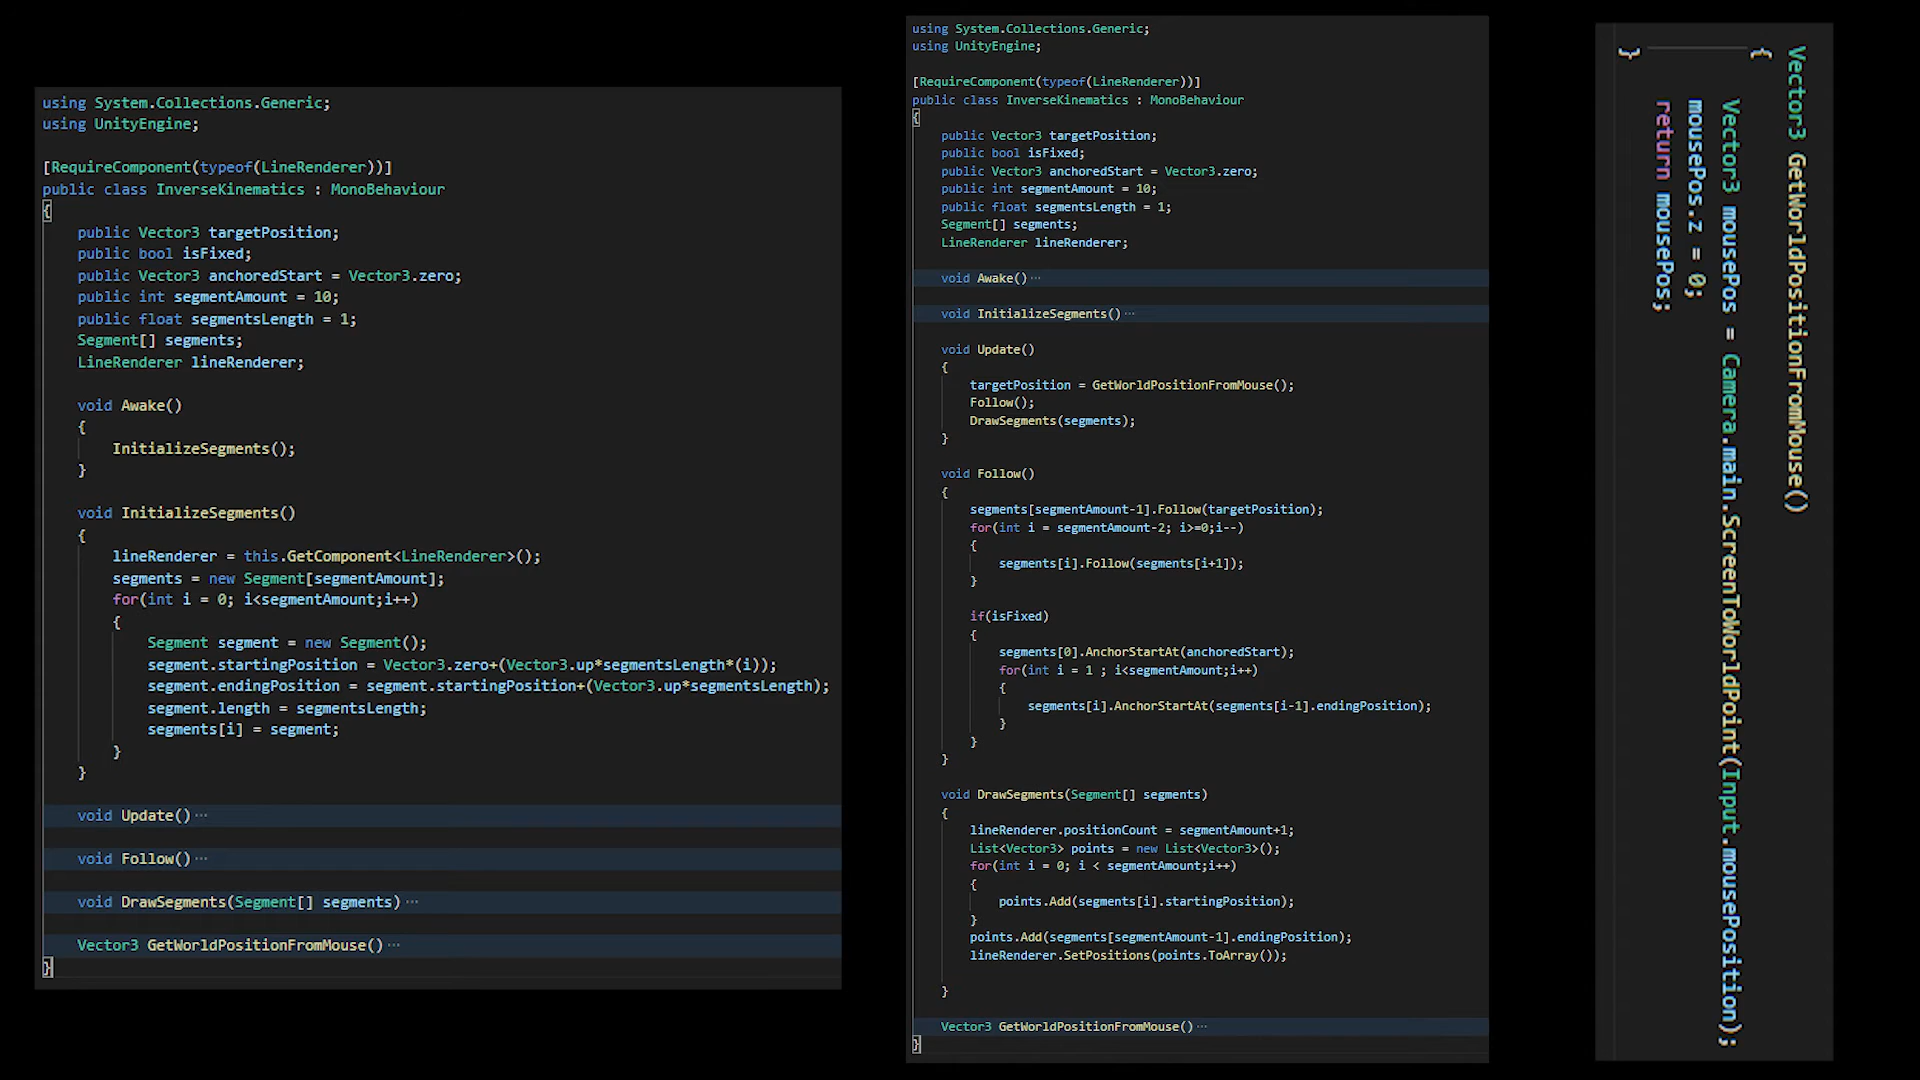 using System.Collections.Generic;
using UnityEngine;
[RequireComponent(typeof(LineRenderer))]
public class InverseKinematics : MonoBehaviour
{
public Vector3 targetPosition;
public bool isFixed;
public Vector3 anchoredStart = Vector3.zero;
public int segmentAmount = 10;
public float segmentsLength = 1;
Segment[] segments;
LineRenderer lineRenderer;
void Awake()
{
InitializeSegments();
}
void InitializeSegments()
{
lineRenderer = this.GetComponent<LineRenderer>();
segments = new Segment[segmentAmount];
for(int i = 0; i<segmentAmount;i++)
{
Segment segment = new Segment();
segment.startingPosition = Vector3.zero+(Vector3.up*segmentsLength*(i));
segment.endingPosition = segment.startingPosition+(Vector3.up*segmentsLength);
segment.length = segmentsLength;
segments[i] = segment;
}
}
void Update()···
void Follow()···
void DrawSegments(Segment[] segments)···
Vector3 GetWorldPositionFromMouse()···
}
using System.Collections.Generic;
using UnityEngine;
[RequireComponent(typeof(LineRenderer))]
public class InverseKinematics : MonoBehaviour
{
public Vector3 targetPosition;
public bool isFixed;
public Vector3 anchoredStart = Vector3.zero;
public int segmentAmount = 10;
public float segmentsLength = 1;
Segment[] segments;
LineRenderer lineRenderer;
void Awake()···
void InitializeSegments()···
void Update()
{
targetPosition = GetWorldPositionFromMouse();
Follow();
DrawSegments(segments);
}
void Follow()
{
segments[segmentAmount-1].Follow(targetPosition);
for(int i = segmentAmount-2; i>=0;i--)
{
segments[i].Follow(segments[i+1]);
}
if(isFixed)
{
segments[0].AnchorStartAt(anchoredStart);
for(int i = 1 ; i<segmentAmount;i++)
{
segments[i].AnchorStartAt(segments[i-1].endingPosition);
}
}
}
void DrawSegments(Segment[] segments)
{
lineRenderer.positionCount = segmentAmount+1;
List<Vector3> points = new List<Vector3>();
for(int i = 0; i < segmentAmount;i++)
{
points.Add(segments[i].startingPosition);
}
points.Add(segments[segmentAmount-1].endingPosition);
lineRenderer.SetPositions(points.ToArray());
}
Vector3 GetWorldPositionFromMouse()···
}
Vector3 GetWorldPositionFromMouse()
{
Vector3 mousePos = Camera.main.ScreenToWorldPoint(Input.mousePosition);
mousePos.z = 0;
return mousePos;
}